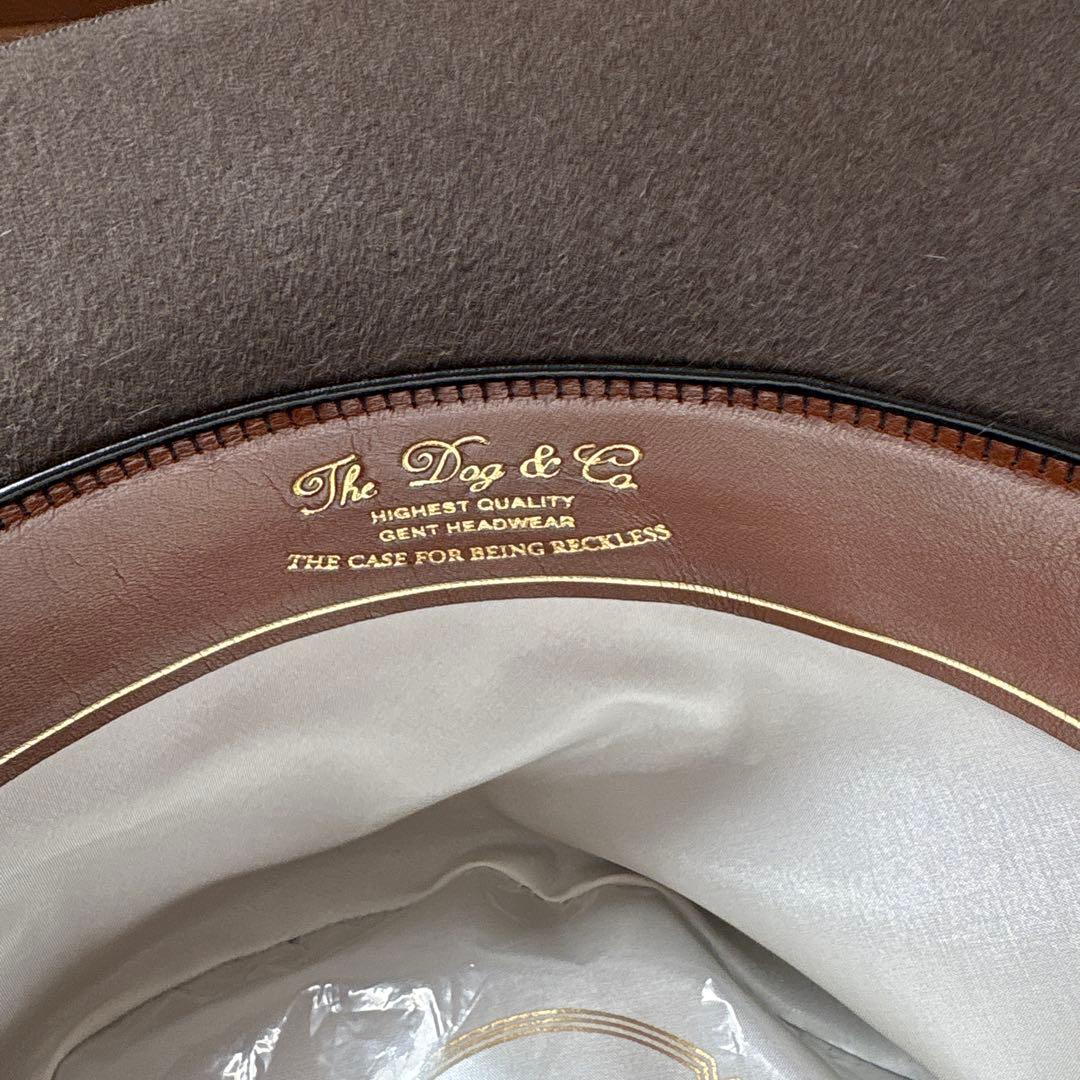 The Dog & Co
HIGHEST QUALITY
GENT HEADWEAR
THE CASE FOR BEING RECKLESS